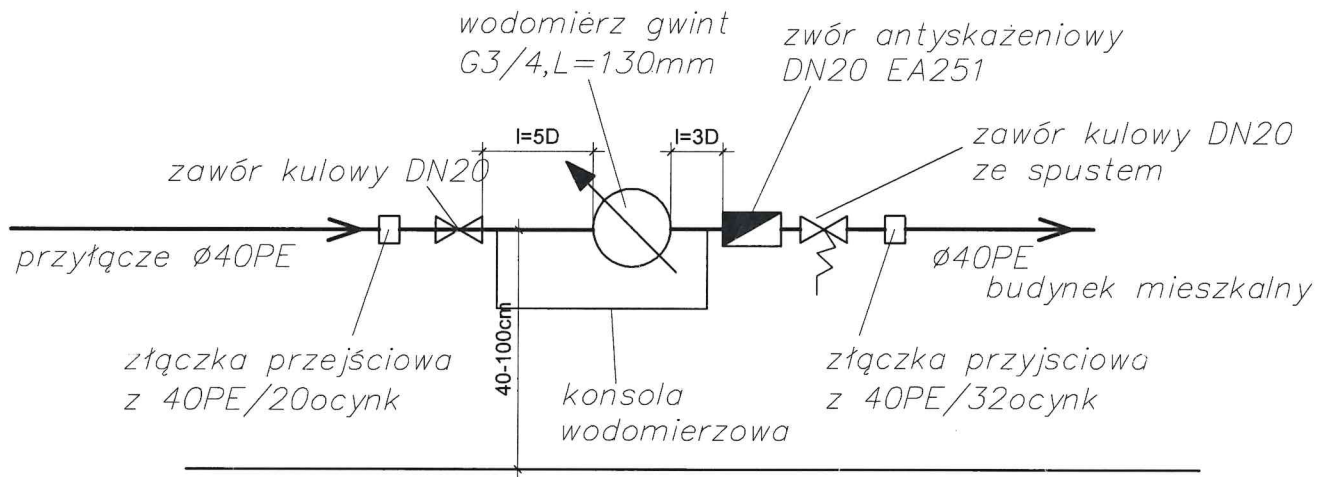 wodomierz gwint
G3/4,L=130mm
zwór antyskażeniowy
DN20 EA251
l=5D
l=3D
zawór kulowy DN20
zawór kulowy DN20
ze spustem
przyłącze ø40PE
ø40PE
budynek mieszkalny
40-100cm
złączka przejściowa
z 40PE/20ocynk
konsola
wodomierzowa
złączka przyjsciowa
z 40PE/32ocynk